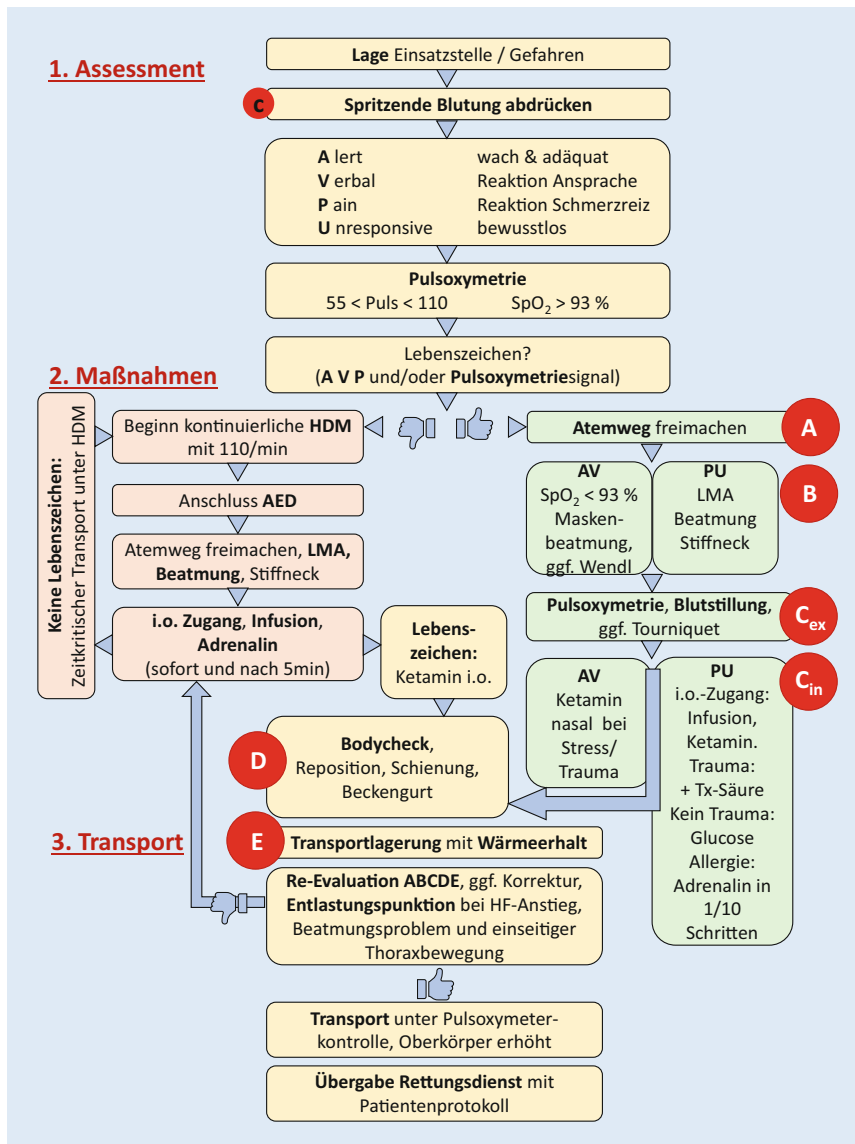 1. Assessment
Lage Einsatzstelle / Gefahren
c
Spritzende Blutung abdrücken
A lert wach & adäquat
V erbal Reaktion Ansprache
P ain Reaktion Schmerzreiz
U nresponsive bewusstlos
Pulsoxymetrie
55 < Puls < 110 SpO₂ > 93 %
Lebenszeichen?
(A V P und/oder Pulsoxymetriesignal)
2. Maßnahmen
Keine Lebenszeichen:
Zeitkritischer Transport unter HDM
Beginn kontinuierliche HDM
mit 110/min
Anschluss AED
Atemweg freimachen, LMA,
Beatmung, Stiffneck
i.o. Zugang, Infusion,
Adrenalin
(sofort und nach 5min)
Lebens-
zeichen:
Ketamin i.o.
Atemweg freimachen
A
AV
SpO₂ < 93 %
Masken-
beatmung,
ggf. Wendl
PU
LMA
Beatmung
Stiffneck
B
Pulsoxymetrie, Blutstillung,
ggf. Tourniquet
Cex
AV
Ketamin
nasal bei
Stress/
Trauma
PU
i.o.-Zugang:
Infusion,
Ketamin.
Trauma:
+ Tx-Säure
Kein Trauma:
Glucose
Allergie:
Adrenalin in
1/10
Schritten
Cin
D
Bodycheck,
Reposition, Schienung,
Beckengurt
3. Transport
E
Transportlagerung mit Wärmeerhalt
Re-Evaluation ABCDE, ggf. Korrektur,
Entlastungspunktion bei HF-Anstieg,
Beatmungsproblem und einseitiger
Thoraxbewegung
Transport unter Pulsoxymeter-
kontrolle, Oberkörper erhöht
Übergabe Rettungsdienst mit
Patientenprotokoll